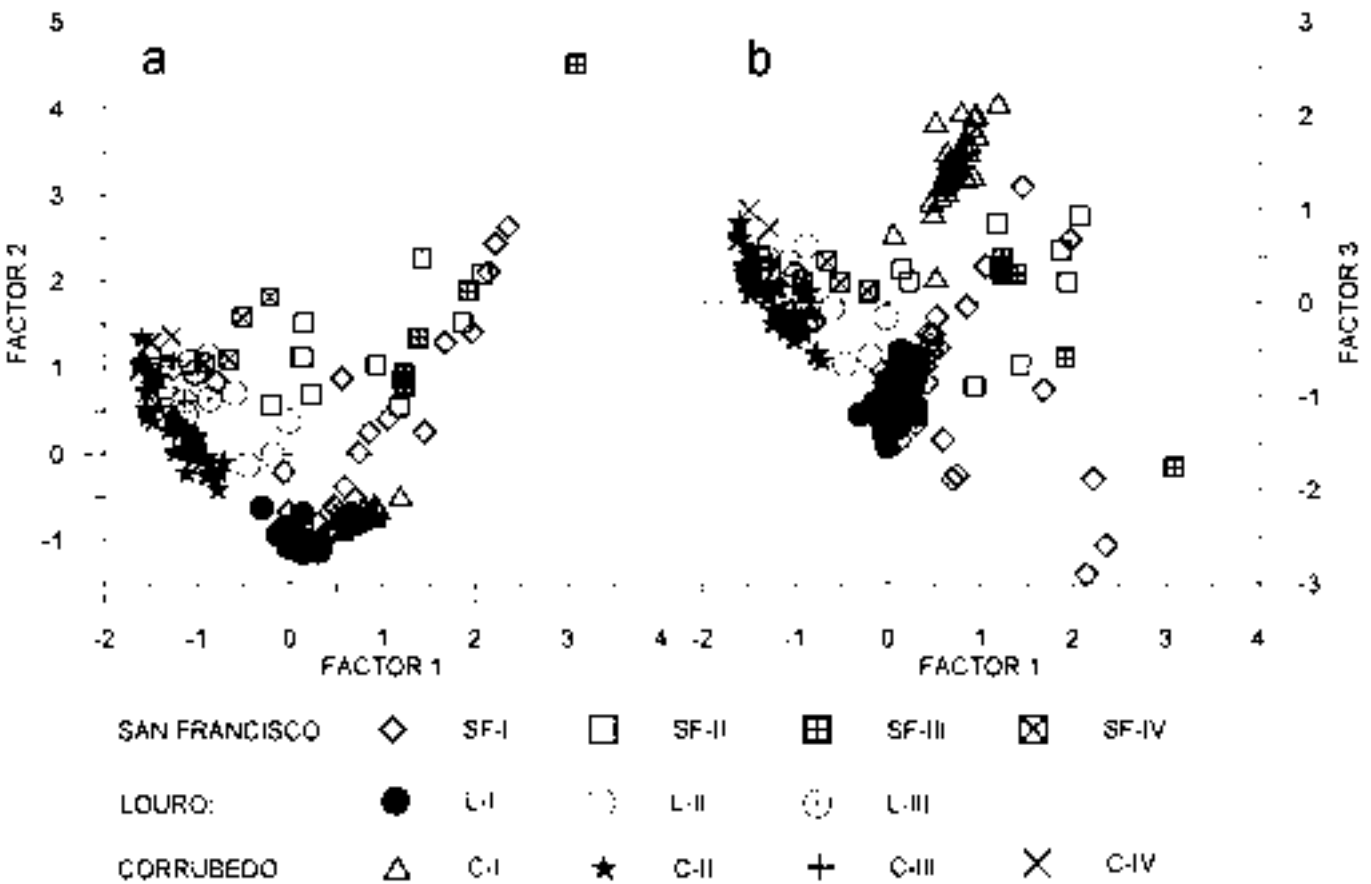 a
5
4
3
2
1
0
-1
FACTOR 2
-2 -1 0 1 2 3 4
FACTOR 1
b
3
2
1
0
-1
-2
-3
FACTOR 3
-2 -1 0 1 2 3 4
FACTOR 1
SAN FRANCISCO SF-I SF-II SF-III SF-IV
LOURO: L-I L-II L-III
CORRUBEDO C-I C-II C-III C-IV